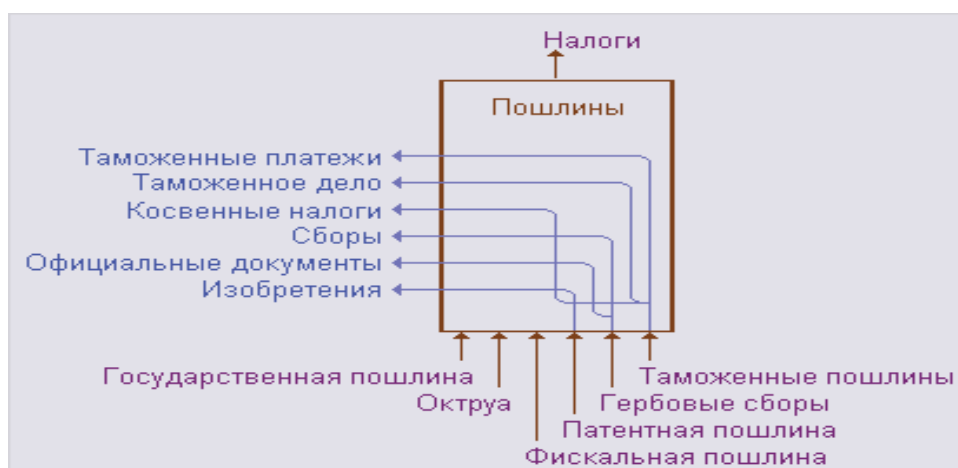 Налоги
Пошлины
Таможенные платежи
Таможенное дело
Косвенные налоги
Сборы
Официальные документы
Изобретения
Государственная пошлина
Таможенные пошлины
Октруа
Гербовые сборы
Патентная пошлина
Фискальная пошлина